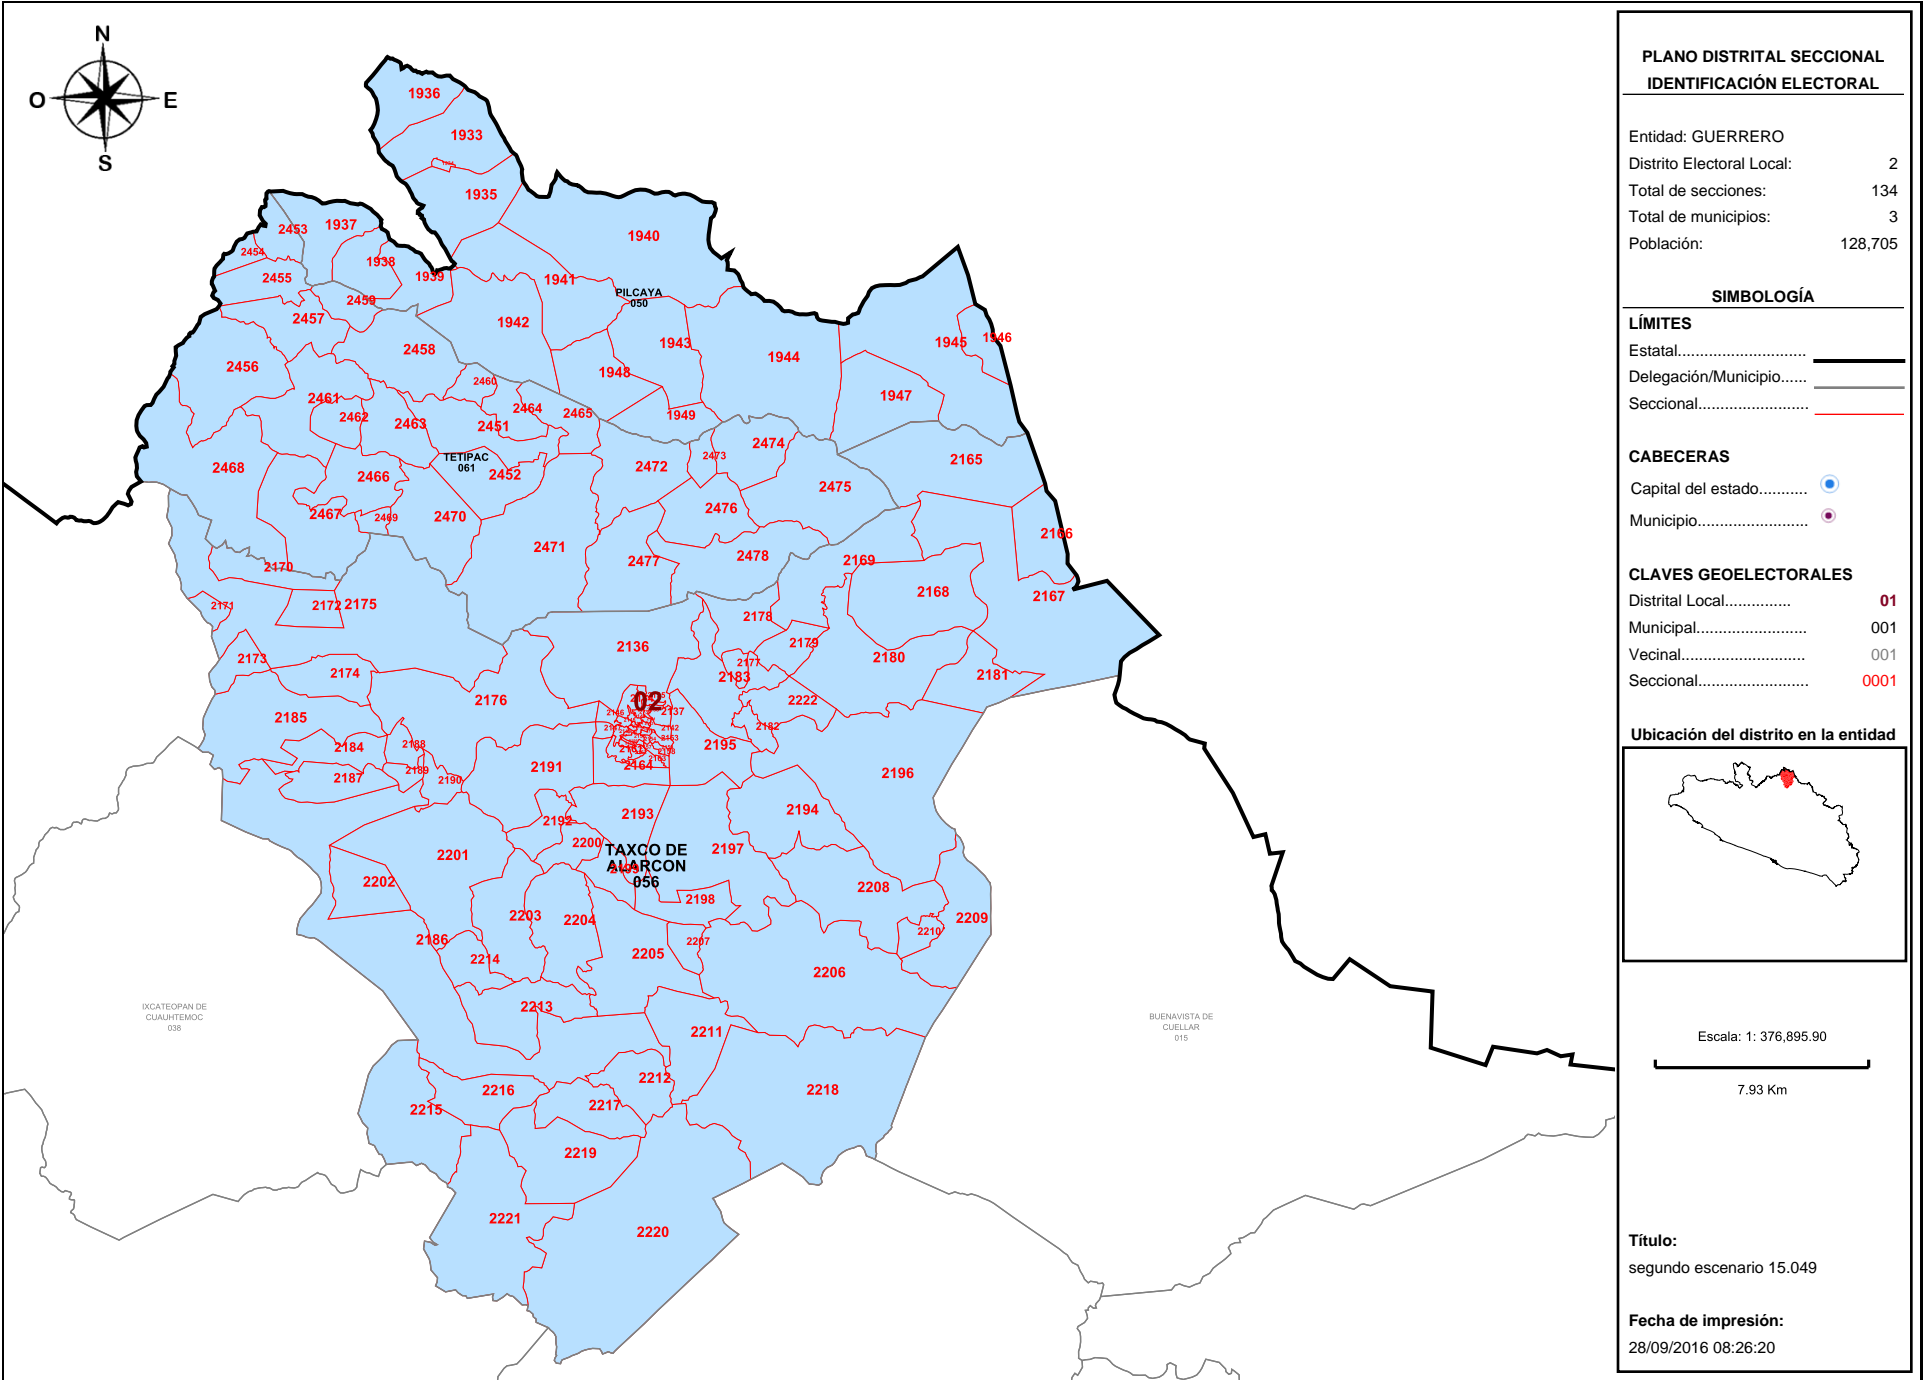 N
O
E
S
1936
1933
1935
1940
2453
1937
2454
1938
1939
2455
1941
2459
PILCAYA
050
2457
1942
1943
1945
1946
2458
1944
2456
1948
2460
1947
2461
2464
2465
2462
1949
2463
2451
2474
TETIPAC
061
2473
2468
2472
2165
2466
2452
2475
2467
2469
2470
2476
2166
2471
2478
2169
2477
2170
2168
2167
2171
2172
2175
2178
2179
2136
2173
2177
2180
2174
2183
2181
2176
02
2222
2137
2185
2182
2142
2188
2184
2195
2164
2191
2189
2187
2190
2196
2194
2193
2192
2200
2197
2201
TAXCO DE
ALARCON
056
2202
2208
2198
2203
2204
2209
2210
2186
2207
2205
2214
2206
2213
IXCATEOPAN DE
CUAUHTEMOC
038
BUENAVISTA DE
CUELLAR
015
2211
2212
2216
2218
2217
2215
2219
2221
2220
PLANO DISTRITAL SECCIONAL
IDENTIFICACIÓN ELECTORAL
Entidad: GUERRERO
Distrito Electoral Local: 2
Total de secciones: 134
Total de municipios: 3
Población: 128,705
SIMBOLOGÍA
LÍMITES
Estatal.............................
Delegación/Municipio......
Seccional.........................
CABECERAS
Capital del estado...........
Municipio.........................
CLAVES GEOELECTORALES
Distrital Local............... 01
Municipal......................... 001
Vecinal............................ 001
Seccional......................... 0001
Ubicación del distrito en la entidad
Escala: 1: 376,895.90
7.93 Km
Título:
segundo escenario 15.049
Fecha de impresión:
28/09/2016 08:26:20